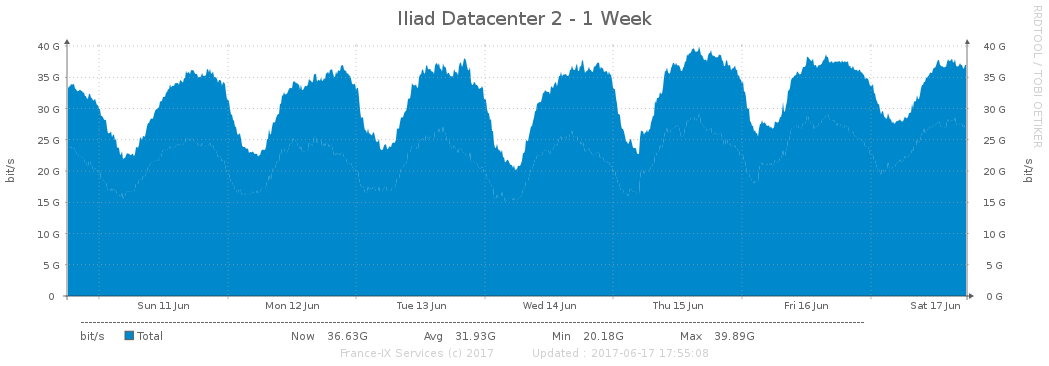 Iliad Datacenter 2 - 1 Week
RRDTOOL / TOBI OETIKER
40 G 40 G
35 G 35 G
30 G 30 G
25 G 25 G
20 G 20 G
15 G 15 G
10 G 10 G
5 G 5 G
0 0 G
bit/s bit/s
Sun 11 Jun Mon 12 Jun Tue 13 Jun Wed 14 Jun Thu 15 Jun Fri 16 Jun Sat 17 Jun
bit/s Total Now 36.63G Avg 31.93G Min 20.18G Max 39.89G
France-IX Services (c) 2017 Updated : 2017-06-17 17:55:08